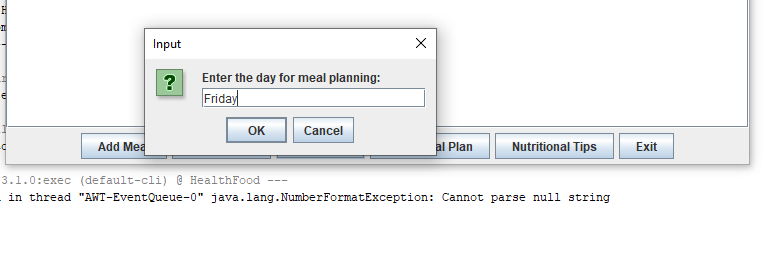 Input
Enter the day for meal planning:
Friday
OK Cancel
Add Mea al Plan Nutritional Tips Exit
3.1.0:exec (default-cli) @ HealthFood ---
in thread "AWT-EventQueue-0" java.lang.NumberFormatException: Cannot parse null string